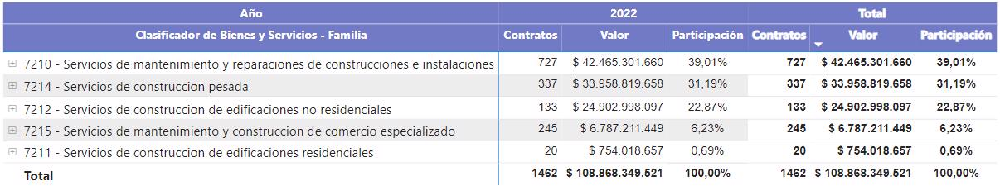 Año 2022 Total
Clasificador de Bienes y Servicios - Familia Contratos Valor Participación Contratos Valor Participación
7210 - Servicios de mantenimiento y reparaciones de construcciones e instalaciones 727 $ 42.465.301.660 39,01% 727 $ 42.465.301.660 39,01%
7214 - Servicios de construccion pesada 337 $ 33.958.819.658 31,19% 337 $ 33.958.819.658 31,19%
7212 - Servicios de construccion de edificaciones no residenciales 133 $ 24.902.998.097 22,87% 133 $ 24.902.998.097 22,87%
7215 - Servicios de mantenimiento y construccion de comercio especializado 245 $ 6.787.211.449 6,23% 245 $ 6.787.211.449 6,23%
7211 - Servicios de construccion de edificaciones residenciales 20 $ 754.018.657 0,69% 20 $ 754.018.657 0,69%
Total 1462 $ 108.868.349.521 100,00% 1462 $ 108.868.349.521 100,00%